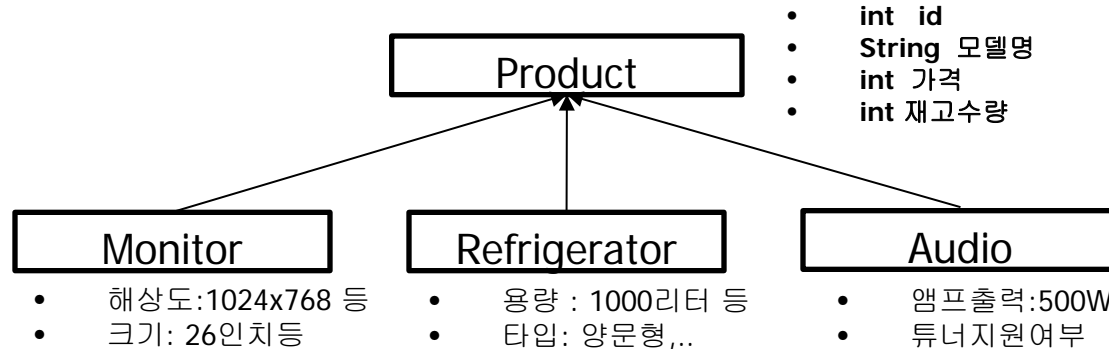 • int id
• String 모델명
• int 가격
• int 재고수량
Product
Monitor
• 해상도:1024x768 등
• 크기: 26인치등
Refrigerator
• 용량 : 1000리터 등
• 타입: 양문형,..
Audio
• 앰프출력:500W
• 튜너지원여부